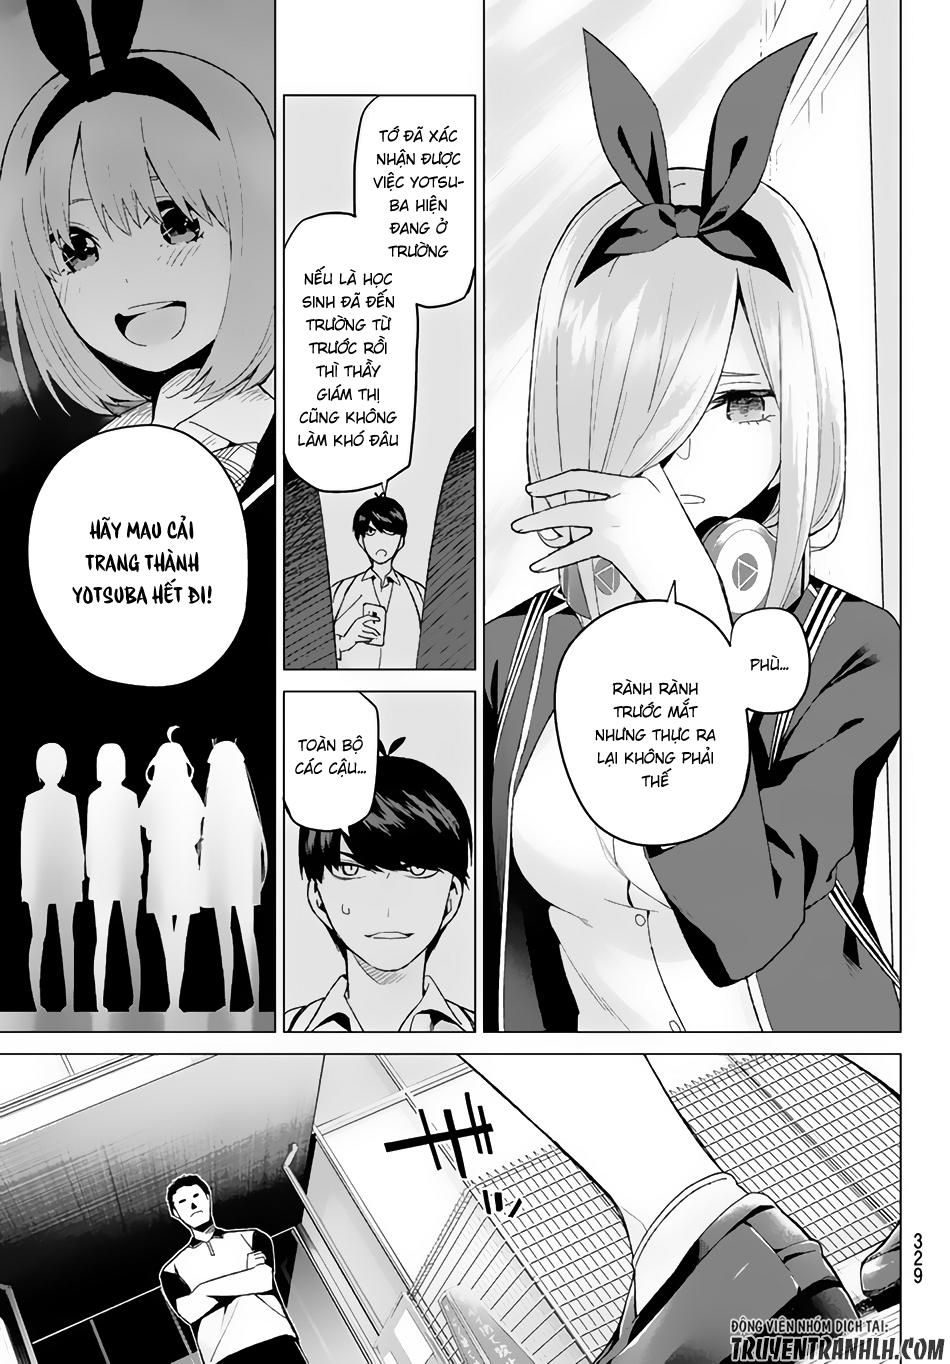 PHÙ...
RÀNH RÀNH
TRƯỚC MẮT
NHƯNG THỰC RA
LẠI KHÔNG PHẢI
THẾ
TỚ ĐÃ XÁC
NHẬN ĐƯỢC
VIỆC YOTSU-
BA HIỆN
ĐANG Ở
TRƯỜNG
NẾU LÀ HỌC
SINH ĐÃ ĐẾN
TRƯỜNG TỪ
TRƯỚC RỒI
THÌ THẦY
GIÁM THỊ
CŨNG KHÔNG
LÀM KHÓ ĐÂU
TOÀN BỘ
CÁC CẬU...
HÃY MAU CẢI
TRANG THÀNH
YOTSUBA HẾT ĐI!
329
ĐỘNG VIÊN NHÓM DỊCH TẠI:
TRUYENTRANHLH.COM